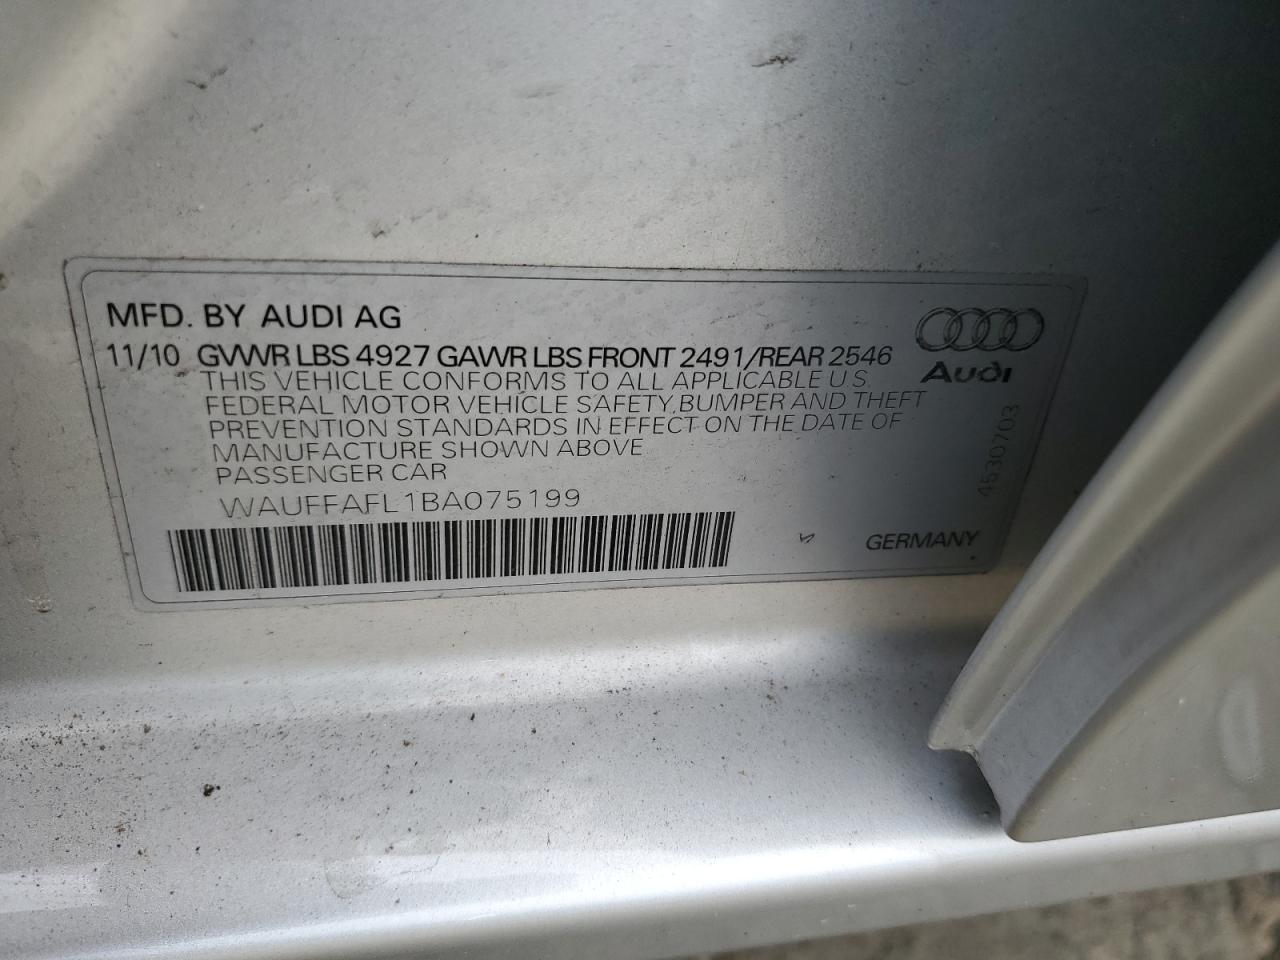 MFD. BY AUDI AG
11/10 GVWR LBS 4927 GAWR LBS FRONT 2491/REAR 2546
THIS VEHICLE CONFORMS TO ALL APPLICABLE U.S.
FEDERAL MOTOR VEHICLE SAFETY, BUMPER AND THEFT
PREVENTION STANDARDS IN EFFECT ON THE DATE OF
MANUFACTURE SHOWN ABOVE
PASSENGER CAR
WAUFFAFL1BA075199
Audi
4530703
GERMANY